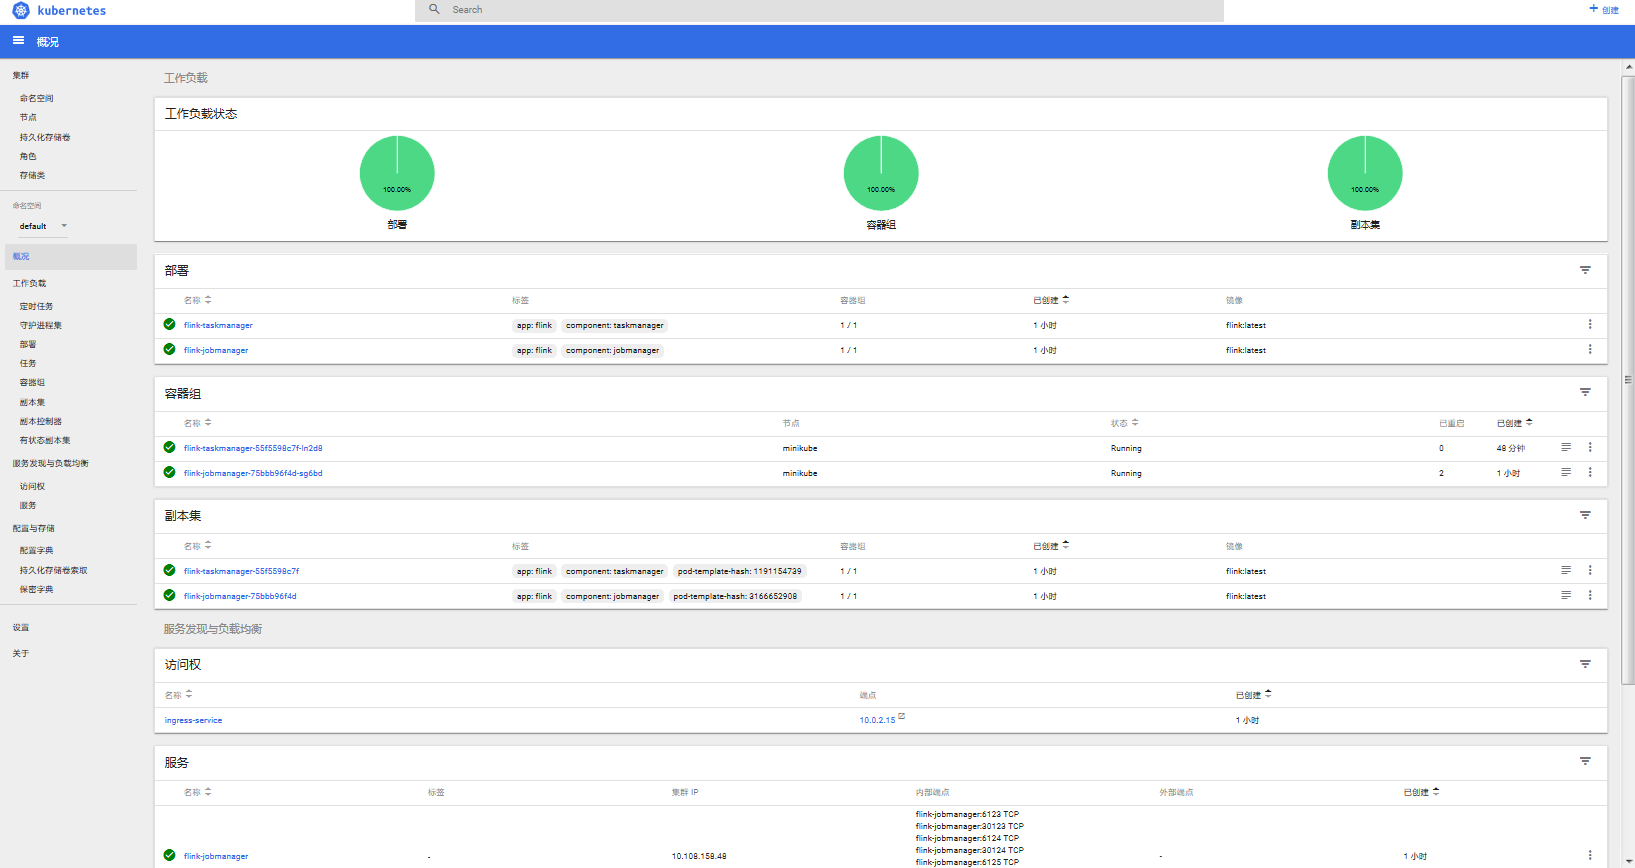 kubernetes
Search
+ 创建
概况
集群
命名空间
节点
持久化存储卷
角色
存储类
命名空间
default
概况
工作负载
定时任务
守护进程集
部署
任务
容器组
副本集
副本控制器
有状态副本集
服务发现与负载均衡
访问权
服务
配置与存储
配置字典
持久化存储卷索取
保密字典
设置
关于
工作负载
工作负载状态
100.00% 100.00% 100.00%
部署 容器组 副本集
部署
名称 标签 容器组 已创建 镜像
flink-taskmanager app: flink component: taskmanager 1 / 1 1 小时 flink:latest
flink-jobmanager app: flink component: jobmanager 1 / 1 1 小时 flink:latest
容器组
名称 节点 状态 已重启 已创建
flink-taskmanager-55f5598c7f-ln2d8 minikube Running 0 48 分钟
flink-jobmanager-75bbb96f4d-sg6bd minikube Running 2 1 小时
副本集
名称 标签 容器组 已创建 镜像
flink-taskmanager-55f5598c7f app: flink component: taskmanager pod-template-hash: 1191154739 1 / 1 1 小时 flink:latest
flink-jobmanager-75bbb96f4d app: flink component: jobmanager pod-template-hash: 3166652908 1 / 1 1 小时 flink:latest
服务发现与负载均衡
访问权
名称 端点 已创建
ingress-service 10.0.2.15 1 小时
服务
名称 标签 集群 IP 内部端点 外部端点 已创建
flink-jobmanager:6123 TCP
flink-jobmanager:30123 TCP
flink-jobmanager:6124 TCP
flink-jobmanager:30124 TCP
flink-jobmanager:6125 TCP
flink-jobmanager - 10.108.158.48 - 1 小时